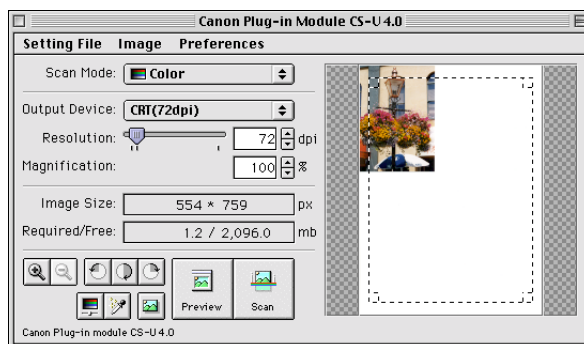 Canon Plug-in Module CS-U 4.0
Setting File Image Preferences
Scan Mode: Color
Output Device: CRT(72dpi)
Resolution: 72 dpi
Magnification: 100 %
Image Size: 554 * 759 px
Required/Free: 1.2 / 2,096.0 mb
Preview Scan
Canon Plug-in module CS-U 4.0